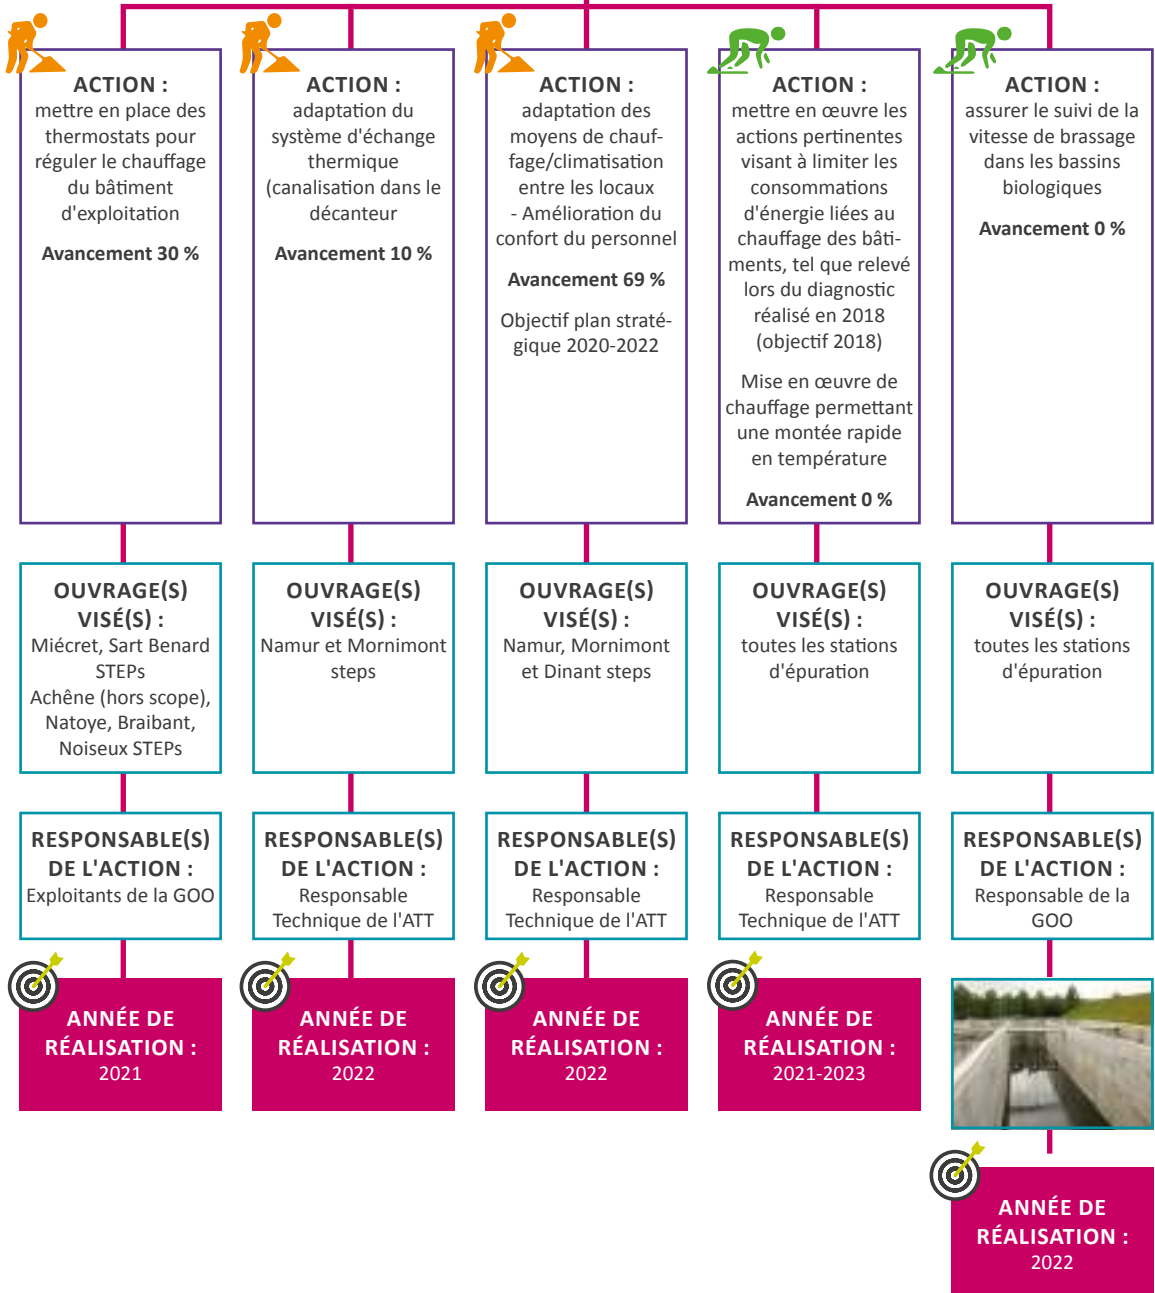 ACTION :
mettre en place des
thermostats pour
réguler le chauffage
du bâtiment
d'exploitation
Avancement 30 %
OUVRAGE(S)
VISÉ(S) :
Miécret, Sart Benard
STEPs
Achêne (hors scope),
Natoye, Braibant,
Noiseux STEPs
RESPONSABLE(S)
DE L'ACTION :
Exploitants de la GOO
ANNÉE DE
RÉALISATION :
2021
ACTION :
adaptation du
système d'échange
thermique
(canalisation dans le
décanteur
Avancement 10 %
OUVRAGE(S)
VISÉ(S) :
Namur et Mornimont
steps
RESPONSABLE(S)
DE L'ACTION :
Responsable
Technique de l'ATT
ANNÉE DE
RÉALISATION :
2022
ACTION :
adaptation des
moyens de chauf-
fage/climatisation
entre les locaux
- Amélioration du
confort du personnel
Avancement 69 %
Objectif plan straté-
gique 2020-2022
OUVRAGE(S)
VISÉ(S) :
Namur, Mornimont
et Dinant steps
RESPONSABLE(S)
DE L'ACTION :
Responsable
Technique de l'ATT
ANNÉE DE
RÉALISATION :
2022
ACTION :
mettre en œuvre les
actions pertinentes
visant à limiter les
consommations
d'énergie liées au
chauffage des bâti-
ments, tel que relevé
lors du diagnostic
réalisé en 2018
(objectif 2018)
Mise en œuvre de
chauffage permettant
une montée rapide
en température
Avancement 0 %
OUVRAGE(S)
VISÉ(S) :
toutes les stations
d'épuration
RESPONSABLE(S)
DE L'ACTION :
Responsable
Technique de l'ATT
ANNÉE DE
RÉALISATION :
2021-2023
ACTION :
assurer le suivi de la
vitesse de brassage
dans les bassins
biologiques
Avancement 0 %
OUVRAGE(S)
VISÉ(S) :
toutes les stations
d'épuration
RESPONSABLE(S)
DE L'ACTION :
Responsable de la
GOO
ANNÉE DE
RÉALISATION :
2022